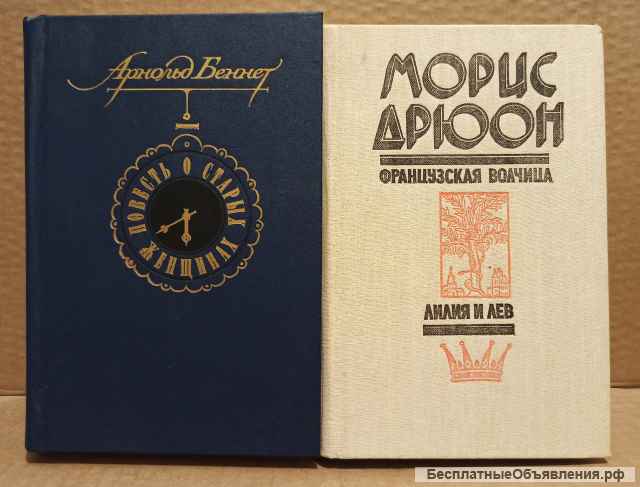 Арнольд Беннет
ПОВЕСТЬ О СТАРЫХ
ЖЕНЩИНАХ
МОРИС
ДРЮОН
ФРАНЦУЗСКАЯ ВОЛЧИЦА
ЛИЛИЯ И ЛЕВ
БесплатныеОбъявления.рф